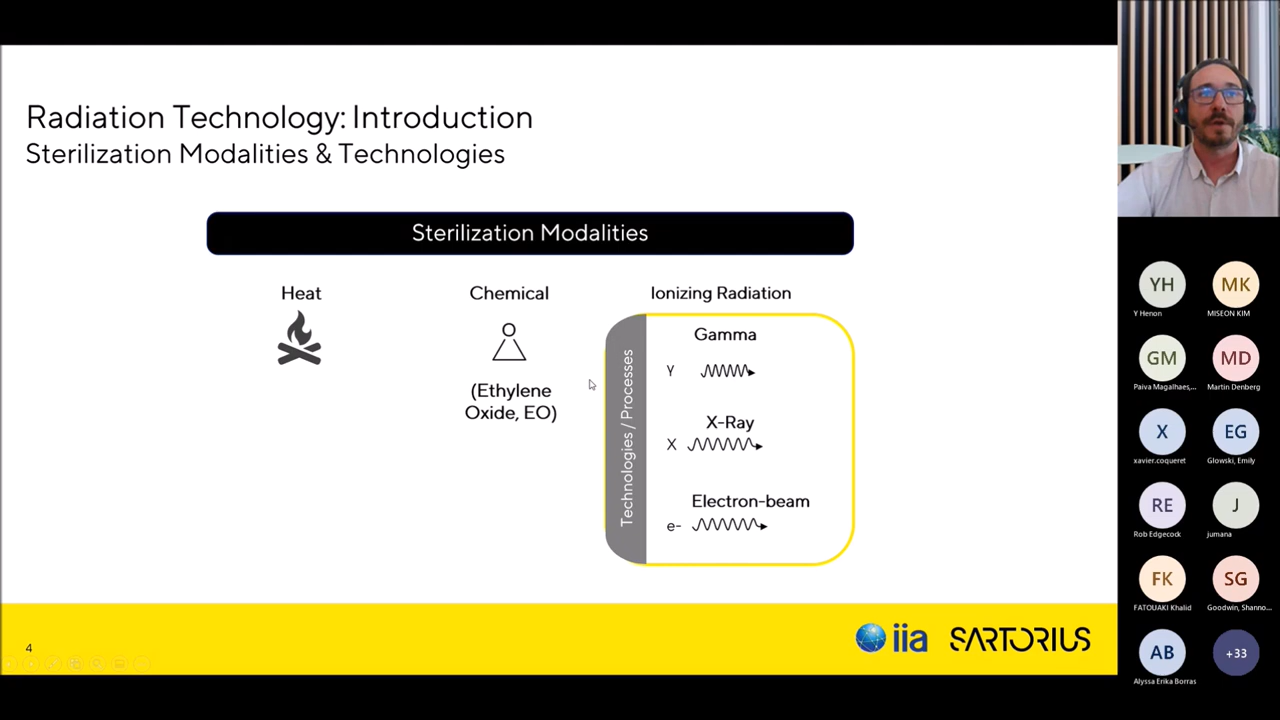 Radiation Technology: Introduction
Sterilization Modalities & Technologies
Sterilization Modalities
Heat
Chemical
(Ethylene
Oxide, EO)
O
Ionizing Radiation
Technologies / Processes
Gamma
γ
X-Ray
X
Electron-beam
e-
4
iia
SARTORIUS
YH
Y Henon
MK
MISEON KIM
GM
Paiva Magalhaes,...
MD
Martin Denberg
X
xavier.coqueret
EG
Glowski, Emily
RE
Rob Edgecock
J
jumana
FK
FATOUAKI Khalid
SG
Goodwin, Shanno...
AB
Alyssa Erika Borras
+33